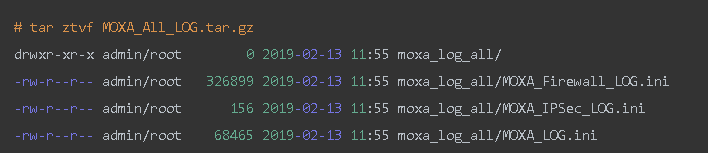 # tar ztvf MOXA_All_LOG.tar.gz
drwxr-xr-x admin/root 0 2019-02-13 11:55 moxa_log_all/
-rw-r--r-- admin/root 326899 2019-02-13 11:55 moxa_log_all/MOXA_Firewall_LOG.ini
-rw-r--r-- admin/root 156 2019-02-13 11:55 moxa_log_all/MOXA_IPSec_LOG.ini
-rw-r--r-- admin/root 68465 2019-02-13 11:55 moxa_log_all/MOXA_LOG.ini